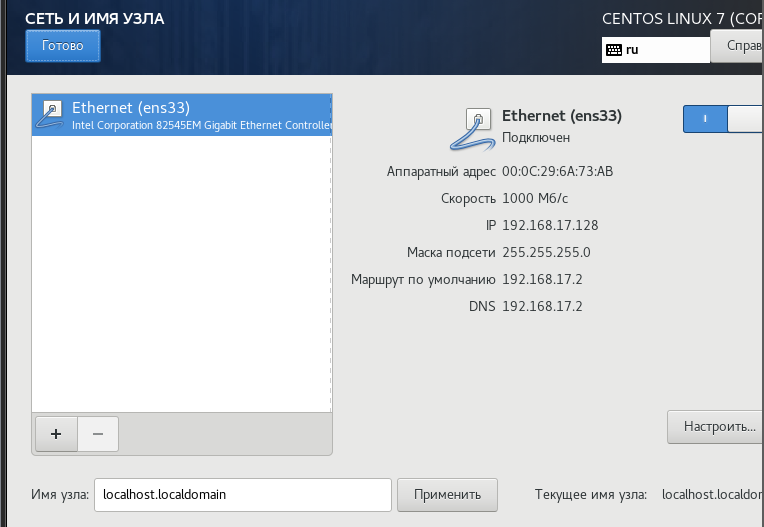 СЕТЬ И ИМЯ УЗЛА
CENTOS LINUX 7 (COR
Готово
ru
Справ
Ethernet (ens33)
Intel Corporation 82545EM Gigabit Ethernet Controller
Ethernet (ens33)
Подключен
Аппаратный адрес 00:0C:29:6A:73:AB
Скорость 1000 Мб/с
IP 192.168.17.128
Маска подсети 255.255.255.0
Маршрут по умолчанию 192.168.17.2
DNS 192.168.17.2
+ −
Настроить...
Имя узла: localhost.localdomain Применить Текущее имя узла: localhost.localdor